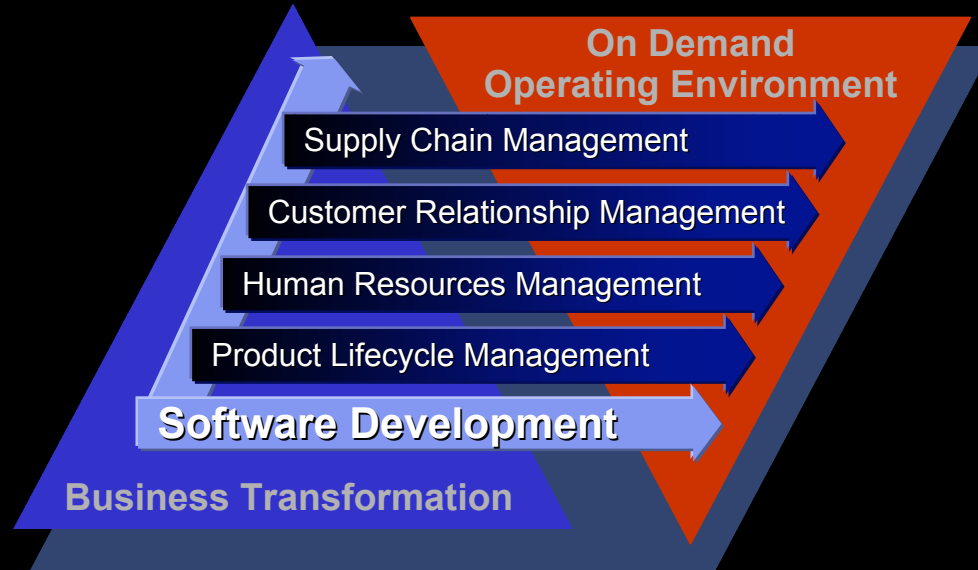 On Demand
Operating Environment
Supply Chain Management
Customer Relationship Management
Human Resources Management
Product Lifecycle Management
Software Development
Business Transformation